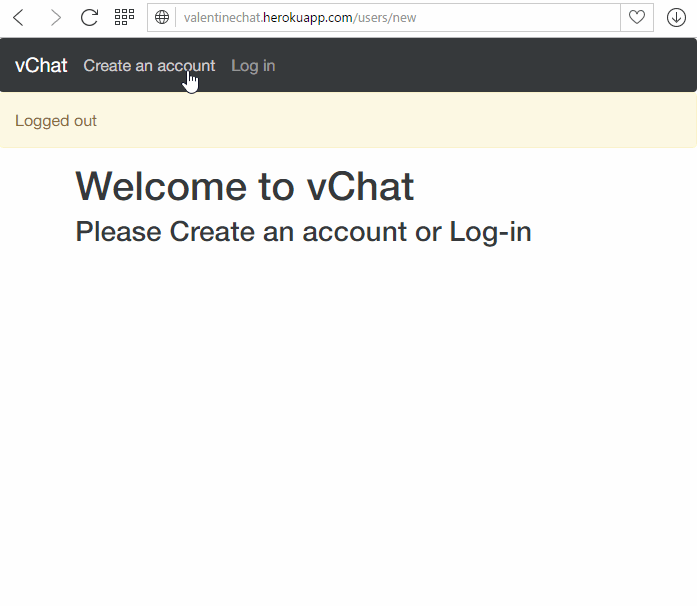 valentinechat.herokuapp.com/users/new
vChat Create an account Log in
Logged out
Welcome to vChat
Please Create an account or Log-in